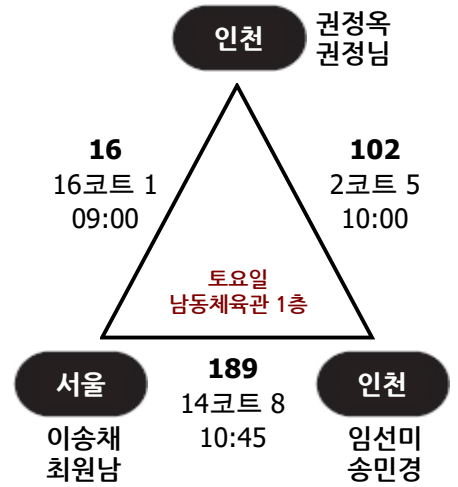 인천
권정옥
권정님
16
16코트 1
09:00
102
2코트 5
10:00
토요일
남동체육관 1층
서울
이송채
최원남
189
14코트 8
10:45
인천
임선미
송민경